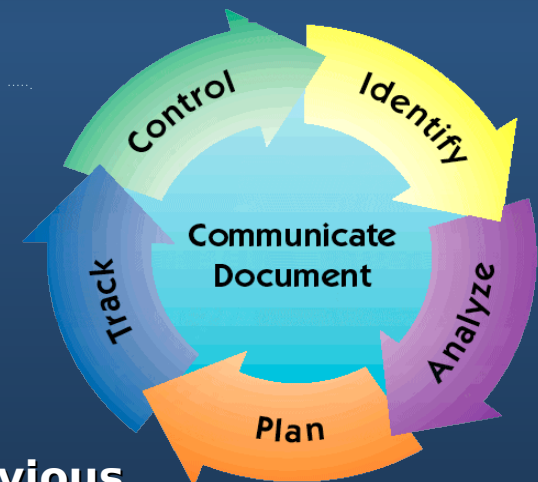 Control
Identify
Communicate
Document
Track
Analyze
Plan